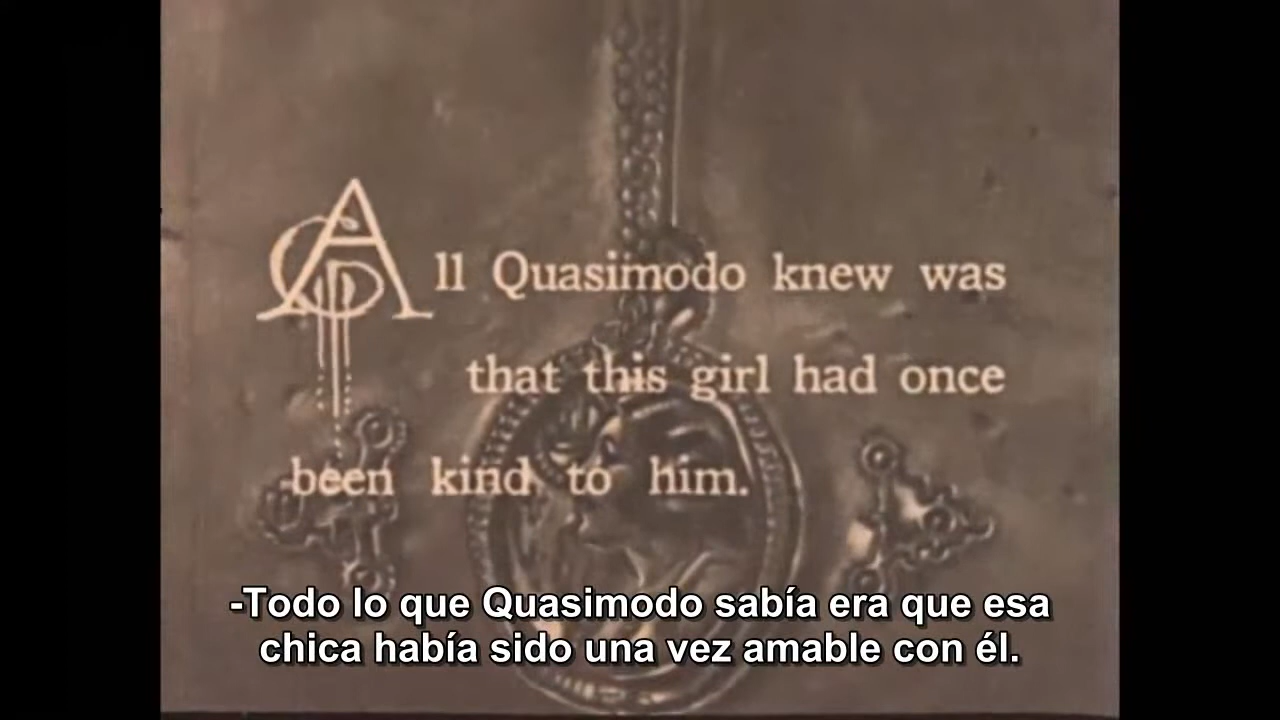 All Quasimodo knew was
that this girl had once
been kind to him.
-Todo lo que Quasimodo sabía era que esa
chica había sido una vez amable con él.